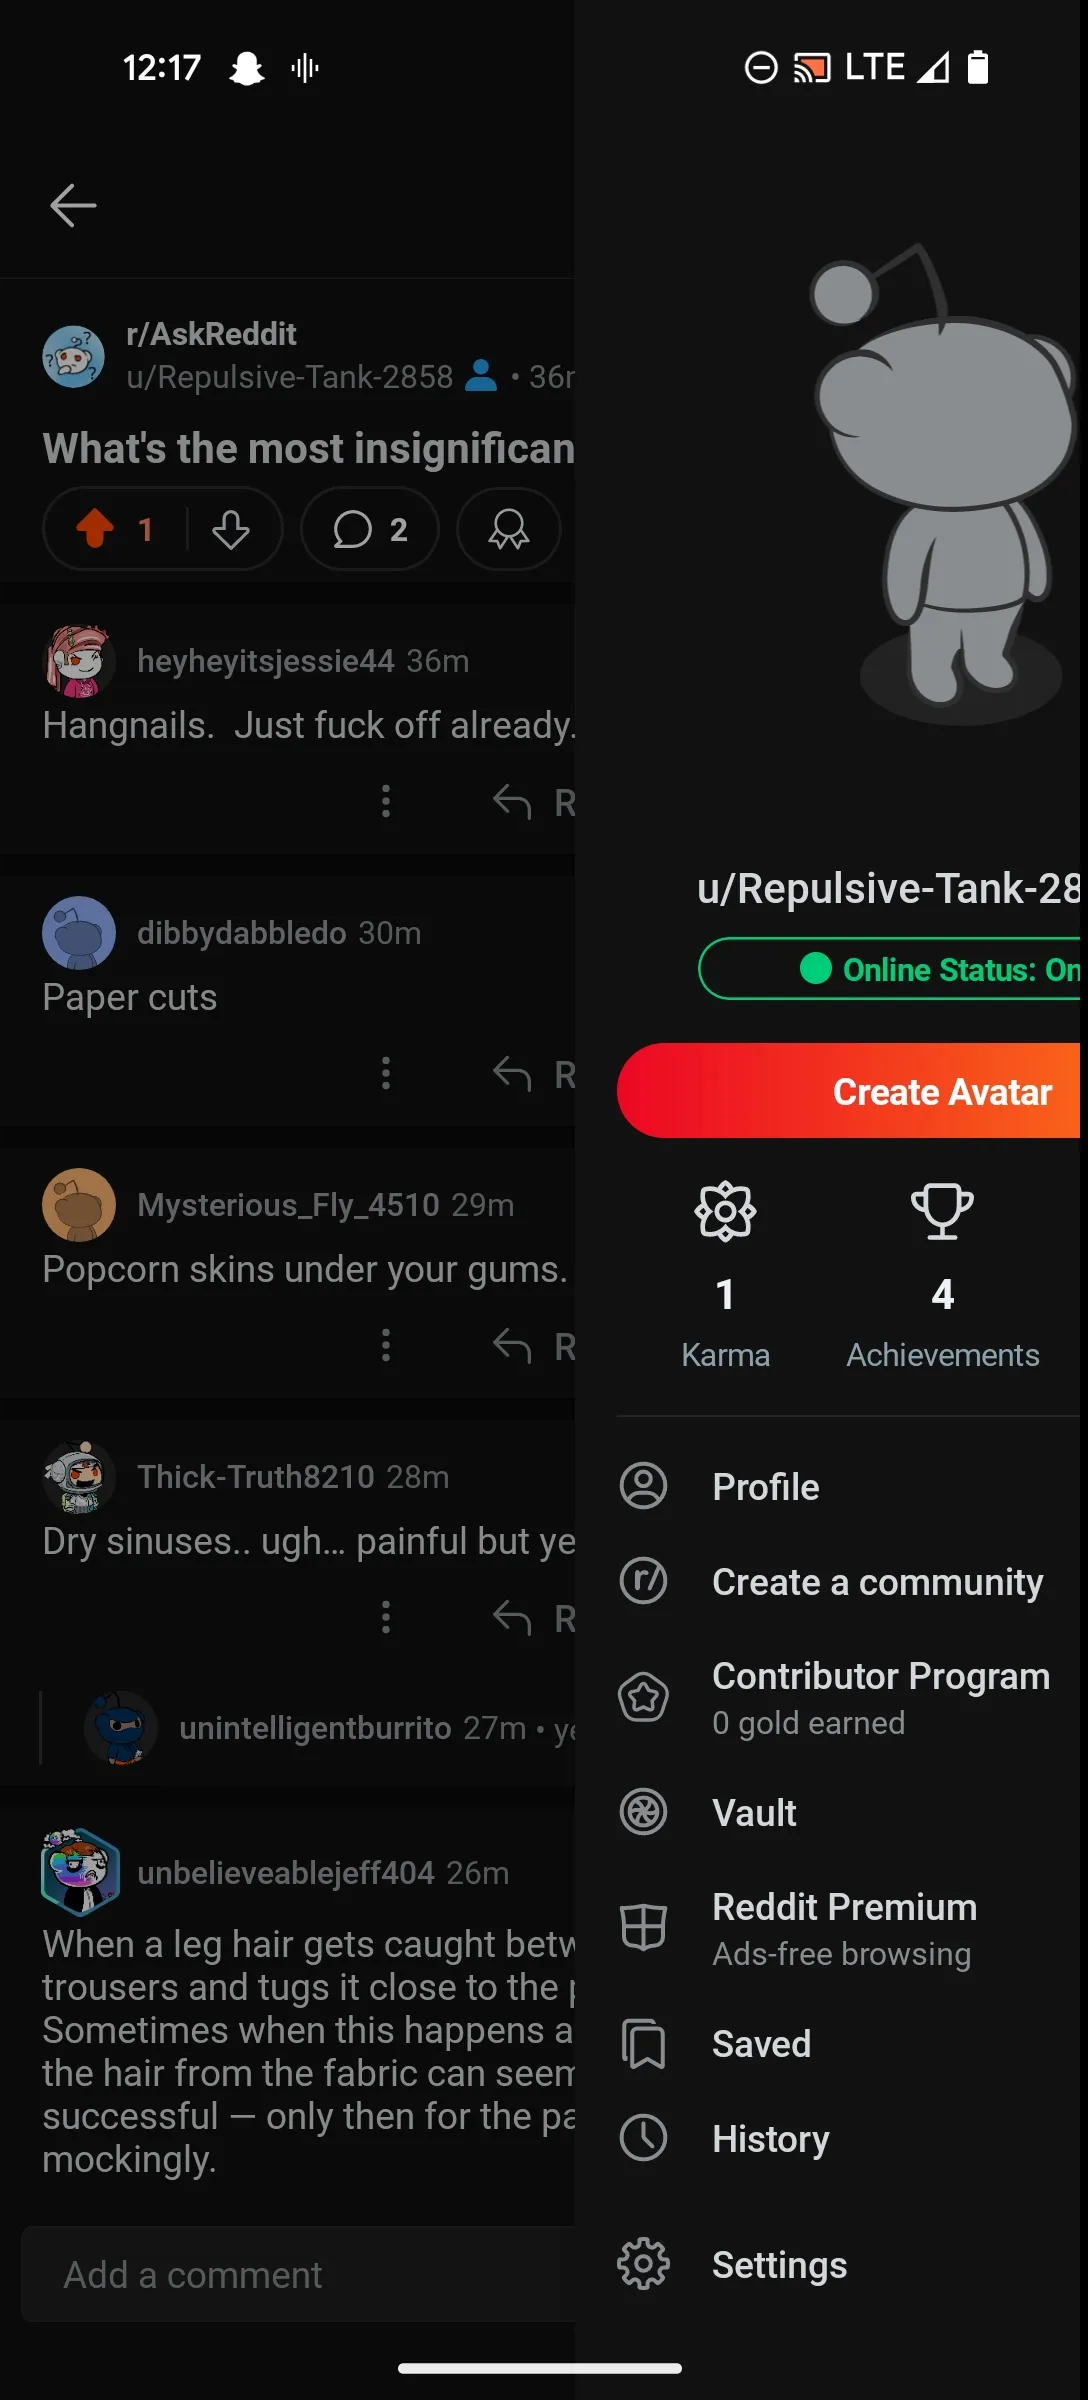 12:17
LTE
r/AskReddit
u/Repulsive-Tank-2858 • 36
What's the most insignifican
1
2
heyheyitsjessie44 36m
Hangnails.  Just fuck off already.
R
dibbydabbledo 30m
Paper cuts
R
Mysterious_Fly_4510 29m
Popcorn skins under your gums.
R
Thick-Truth8210 28m
Dry sinuses.. ugh... painful but ye
R
unintelligentburrito 27m • ye
unbelieveablejeff404 26m
When a leg hair gets caught betw
trousers and tugs it close to the p
Sometimes when this happens a
the hair from the fabric can seem
successful — only then for the pa
mockingly.
Add a comment
u/Repulsive-Tank-28
Online Status: On
Create Avatar
1
Karma
4
Achievements
Profile
r/
Create a community
Contributor Program
0 gold earned
Vault
Reddit Premium
Ads-free browsing
Saved
History
Settings